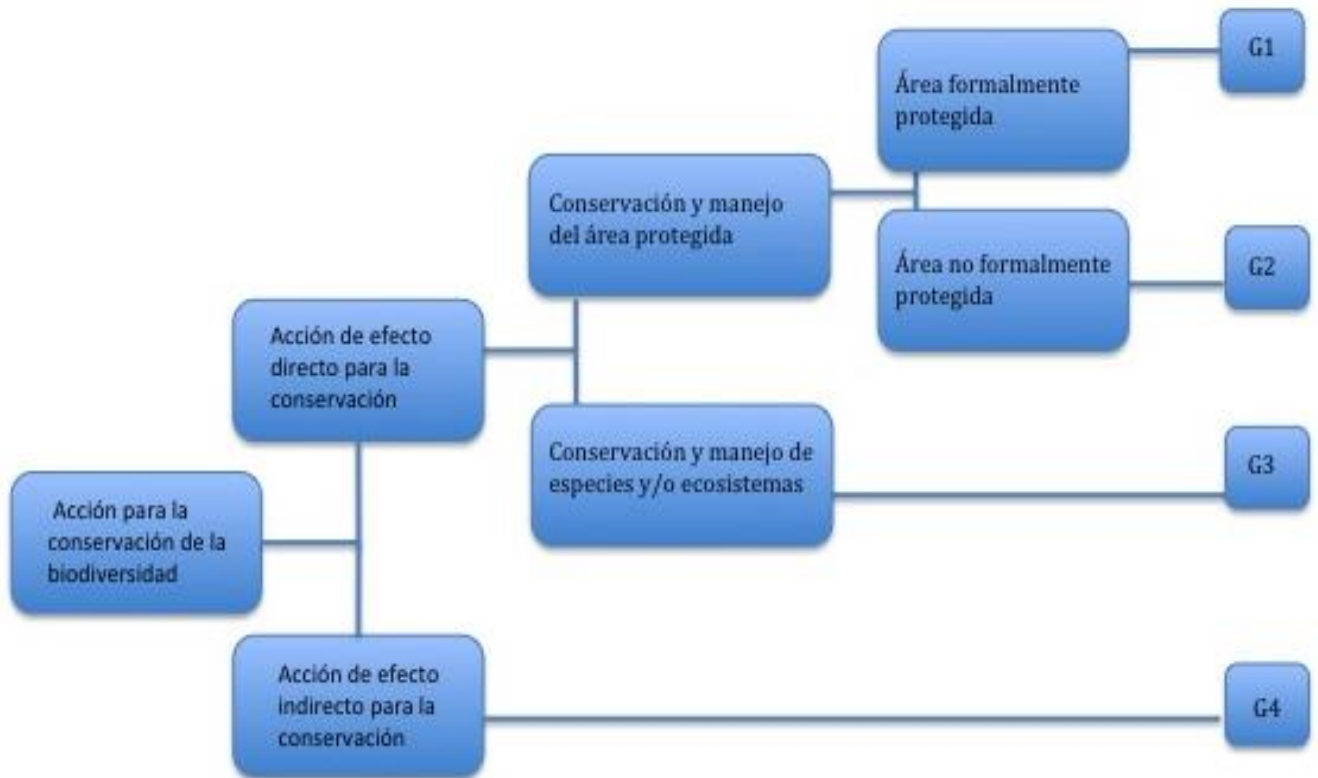 G1
Área formalmente
protegida
Conservación y manejo
del área protegida
Área no formalmente
protegida
G2
Acción de efecto
directo para la
conservación
Conservación y manejo de
especies y/o ecosistemas
G3
Acción para la
conservación de la
biodiversidad
Acción de efecto
indirecto para la
conservación
G4